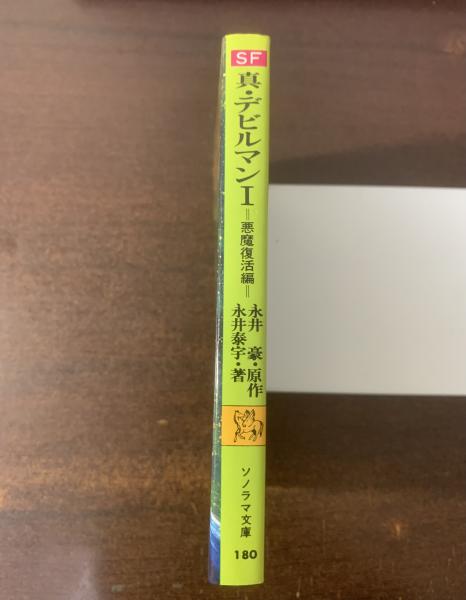 SF
真・デビルマンI
=悪魔復活編=
永井 豪・原作
永井泰宇・著
ソノラマ文庫
180